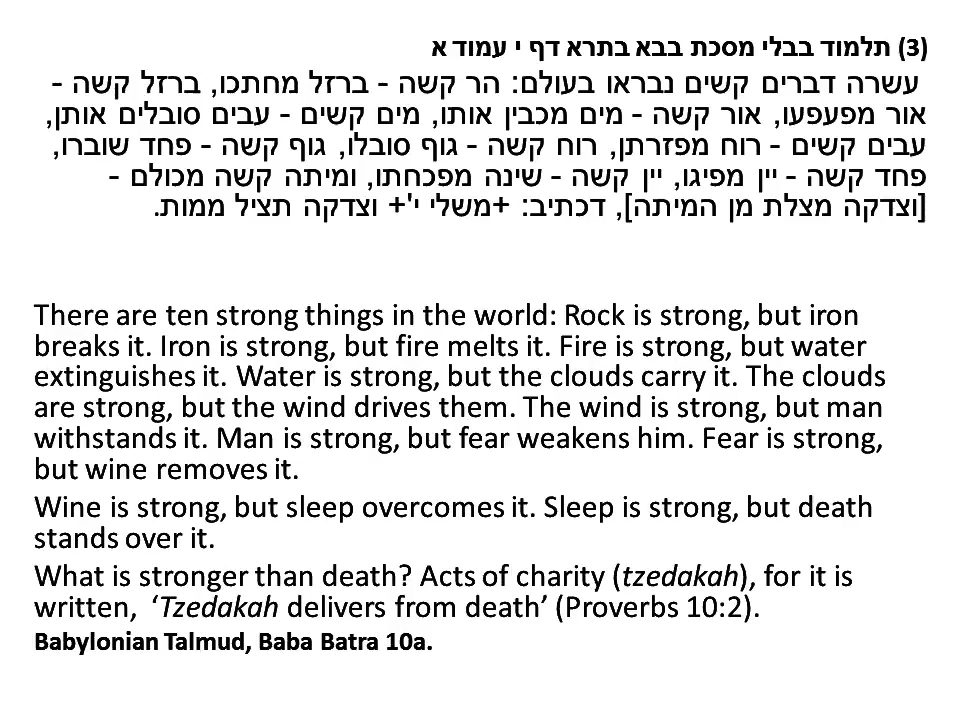 (3) תלמוד בבלי מסכת בבא בתרא דף י עמוד א
עשרה דברים קשים נבראו בעולם: הר קשה - ברזל מחתכו, ברזל קשה -
אור מפעפעו, אור קשה - מים מכבין אותו, מים קשים - עבים סובלים אותן,
עבים קשים - רוח מפזרתן, רוח קשה - גוף סובלו, גוף קשה - פחד שוברו,
פחד קשה - יין מפיגו, יין קשה - שינה מפכחתו, ומיתה קשה מכולם -
[וצדקה מצלת מן המיתה], דכתיב: +משלי י'+ וצדקה תציל ממות.
There are ten strong things in the world: Rock is strong, but iron
breaks it. Iron is strong, but fire melts it. Fire is strong, but water
extinguishes it. Water is strong, but the clouds carry it. The clouds
are strong, but the wind drives them. The wind is strong, but man
withstands it. Man is strong, but fear weakens him. Fear is strong,
but wine removes it.
Wine is strong, but sleep overcomes it. Sleep is strong, but death
stands over it.
What is stronger than death? Acts of charity (tzedakah), for it is
written,  ‘Tzedakah delivers from death’ (Proverbs 10:2).
Babylonian Talmud, Baba Batra 10a.